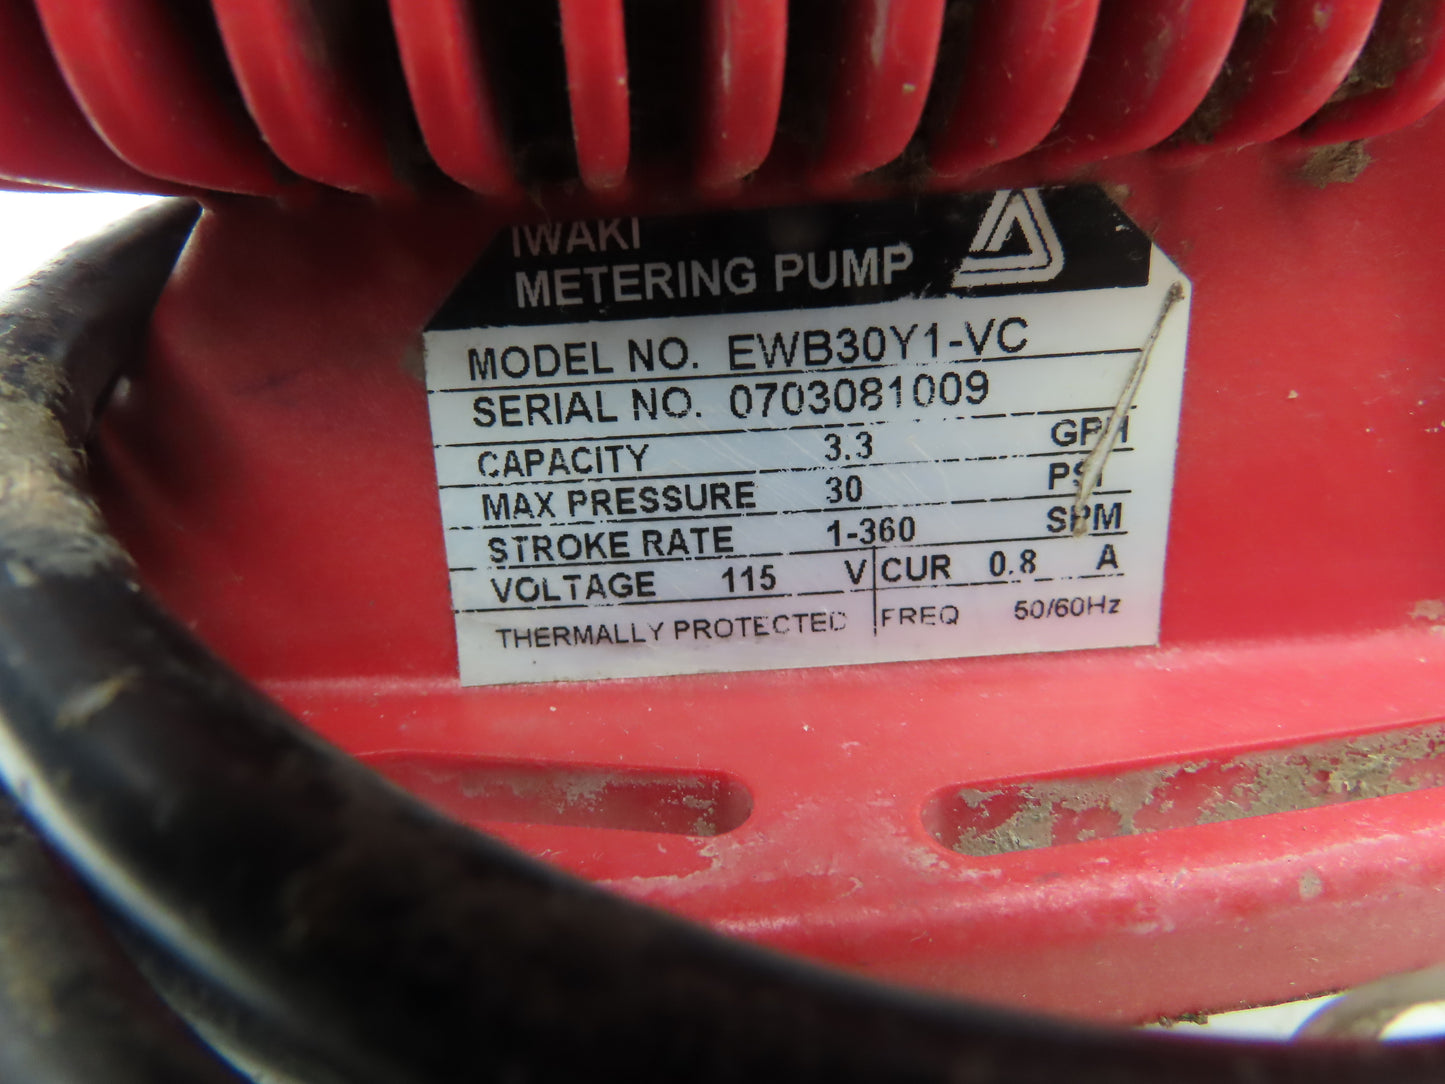 IWAKI
METERING PUMP
MODEL NO. EWB30Y1-VC
SERIAL NO. 0703081009
CAPACITY 3.3 GPH
MAX PRESSURE 30 PSI
STROKE RATE 1-360 SPM
VOLTAGE 115 V CUR 0.8 A
THERMALLY PROTECTED FREQ 50/60Hz